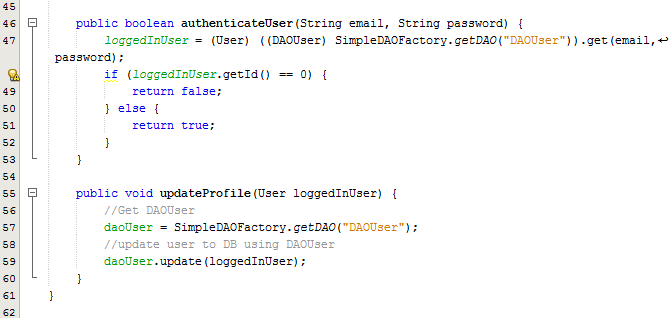 45
46 public boolean authenticateUser(String email, String password) {
47 loggedInUser = (User) ((DAOUser) SimpleDAOFactory.getDAO("DAOUser")).get(email,↩
password);
if (loggedInUser.getId() == 0) {
49 return false;
50 } else {
51 return true;
52 }
53 }
54
55 public void updateProfile(User loggedInUser) {
56 //Get DAOUser
57 daoUser = SimpleDAOFactory.getDAO("DAOUser");
58 //update user to DB using DAOUser
59 daoUser.update(loggedInUser);
60 }
61 }
62